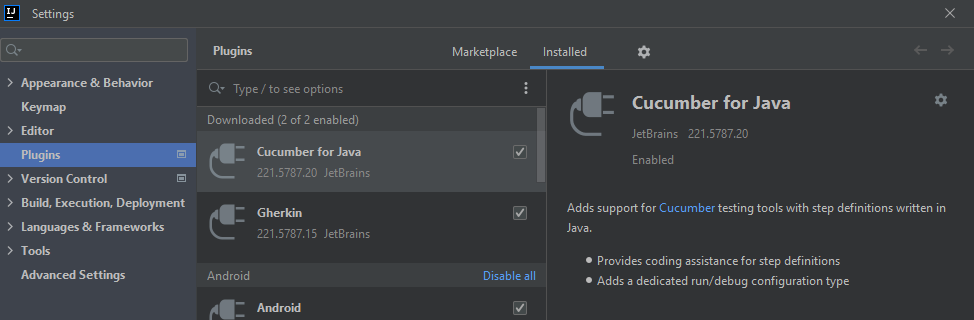 IJ Settings
Plugins Marketplace Installed
Appearance & Behavior
Keymap
Editor
Plugins
Version Control
Build, Execution, Deployment
Languages & Frameworks
Tools
Advanced Settings
Type / to see options
Downloaded (2 of 2 enabled)
Cucumber for Java
221.5787.20 JetBrains
Gherkin
221.5787.15 JetBrains
Android Disable all
Android
Cucumber for Java
JetBrains 221.5787.20
Enabled
Adds support for Cucumber testing tools with step definitions written in
Java.
Provides coding assistance for step definitions
Adds a dedicated run/debug configuration type